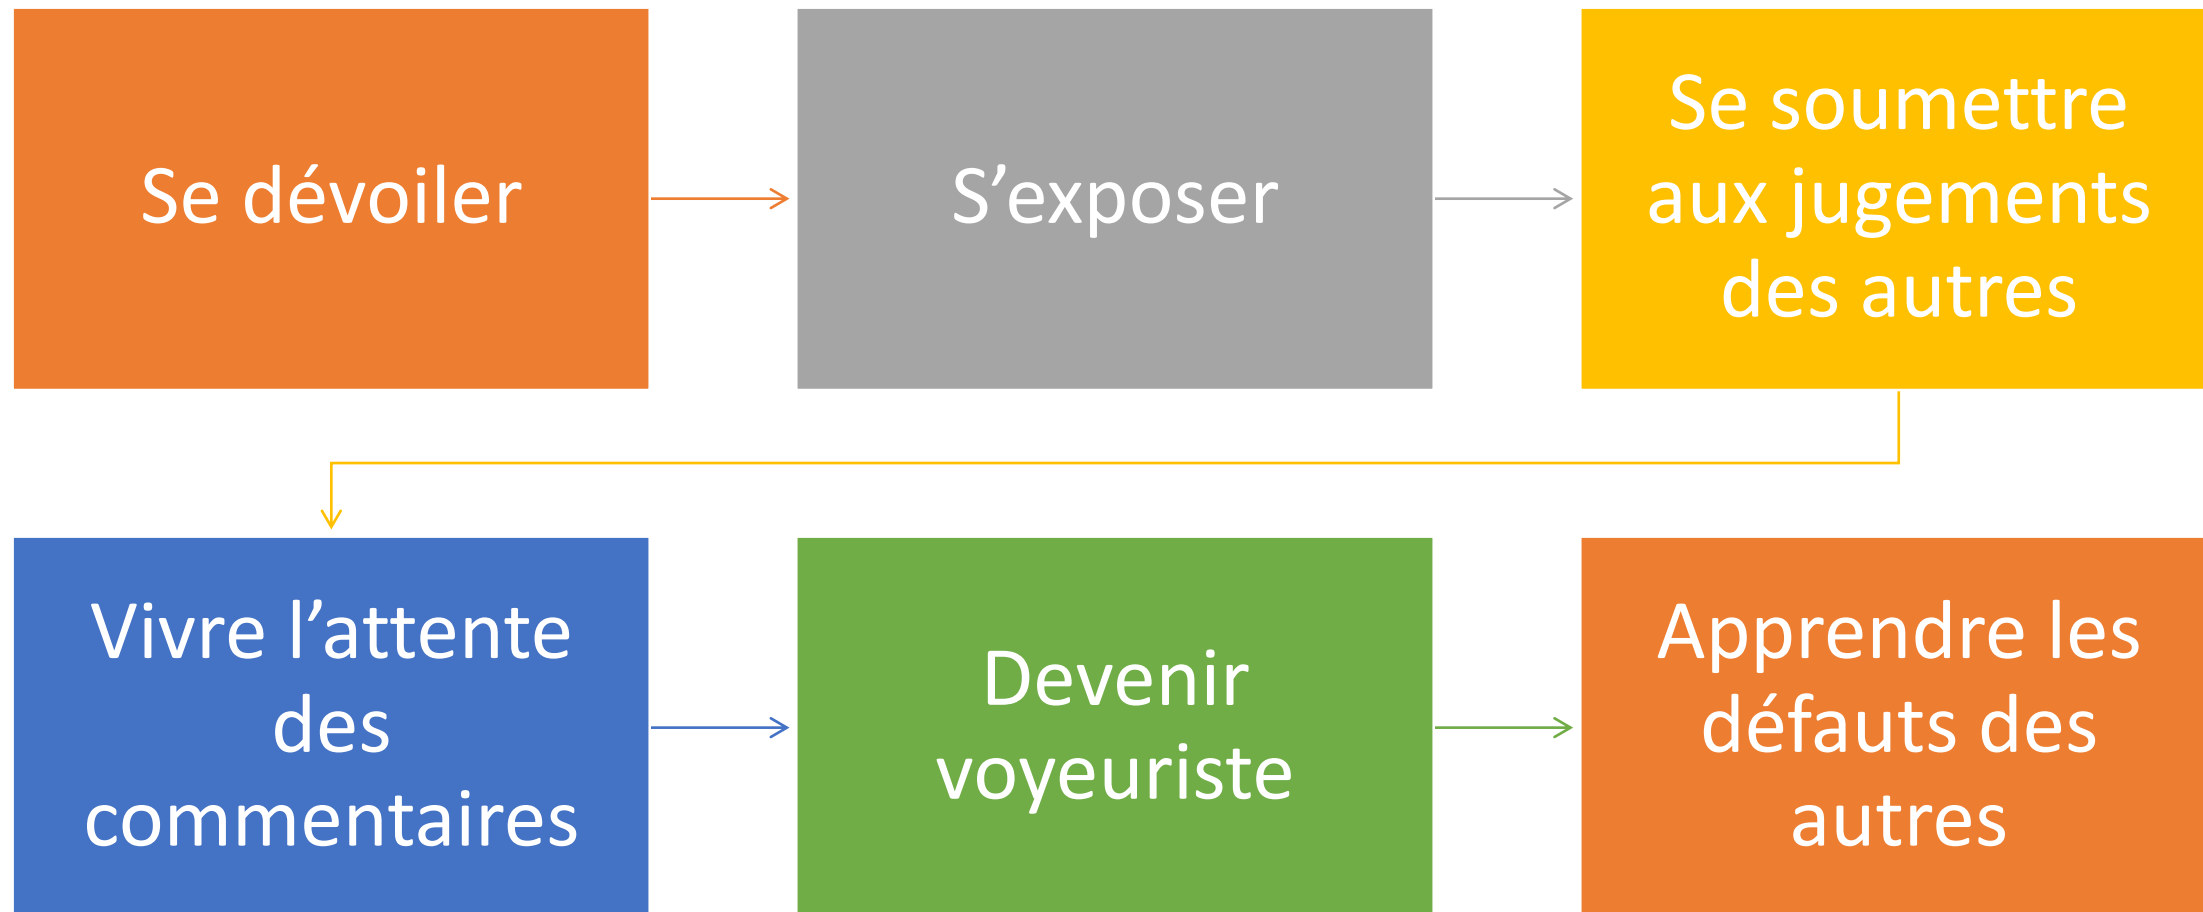 Se dévoiler
S’exposer
Se soumettre
aux jugements
des autres
Vivre l’attente
des
commentaires
Devenir
voyeuriste
Apprendre les
défauts des
autres